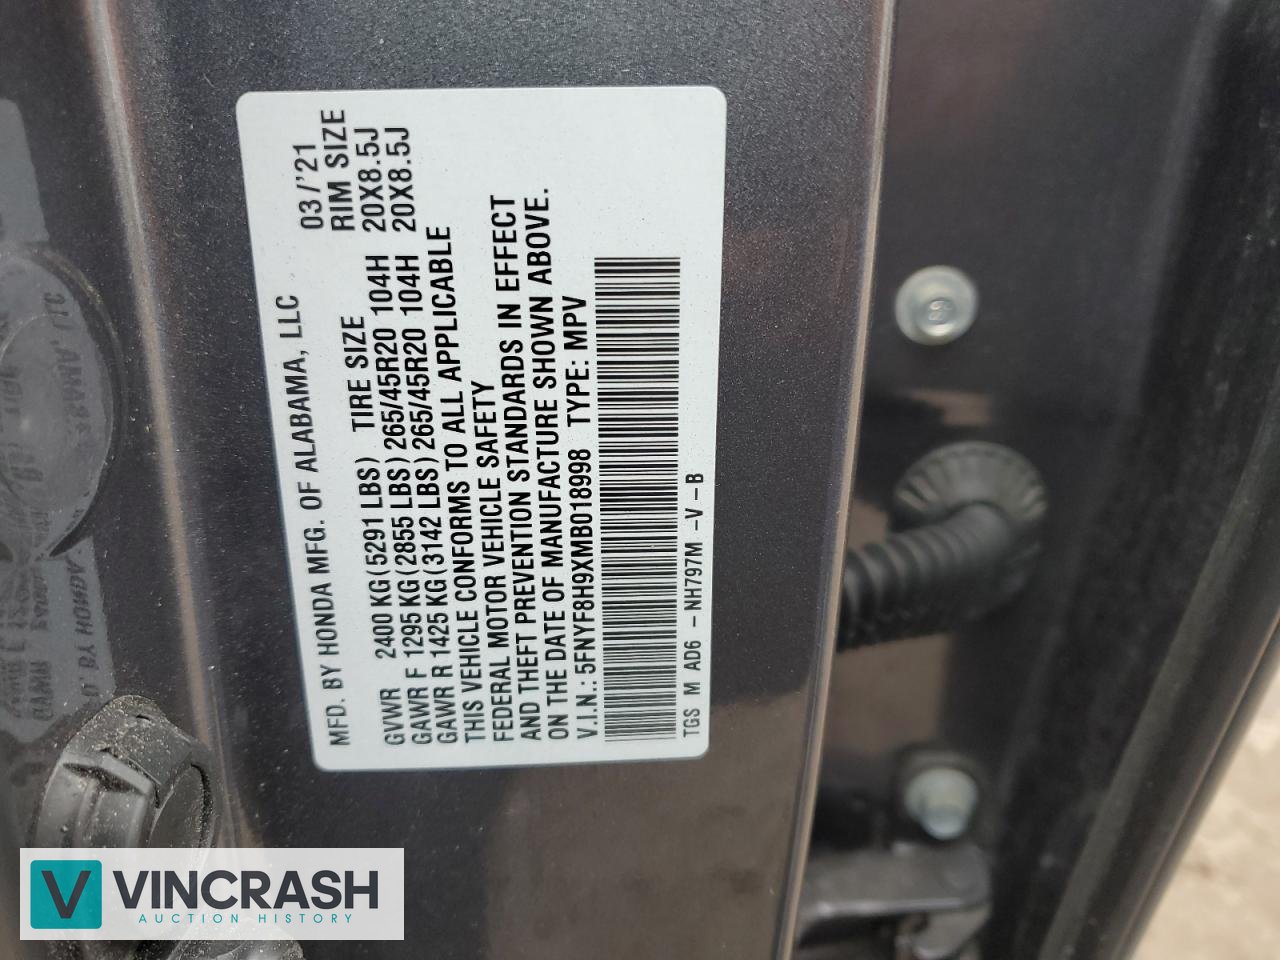 MFD. BY HONDA MFG. OF ALABAMA, LLC 03/'21
GVWR 2400 KG (5291 LBS) TIRE SIZE RIM SIZE
GAWR F 1295 KG (2855 LBS) 265/45R20 104H 20X8.5J
GAWR R 1425 KG (3142 LBS) 265/45R20 104H 20X8.5J
THIS VEHICLE CONFORMS TO ALL APPLICABLE
FEDERAL MOTOR VEHICLE SAFETY
AND THEFT PREVENTION STANDARDS IN EFFECT
ON THE DATE OF MANUFACTURE SHOWN ABOVE.
V.I.N.: 5FNYF8H9XMB018998 TYPE: MPV
TGS M AD6 -NH797M -V -B
V VINCRASH
AUCTION HISTORY